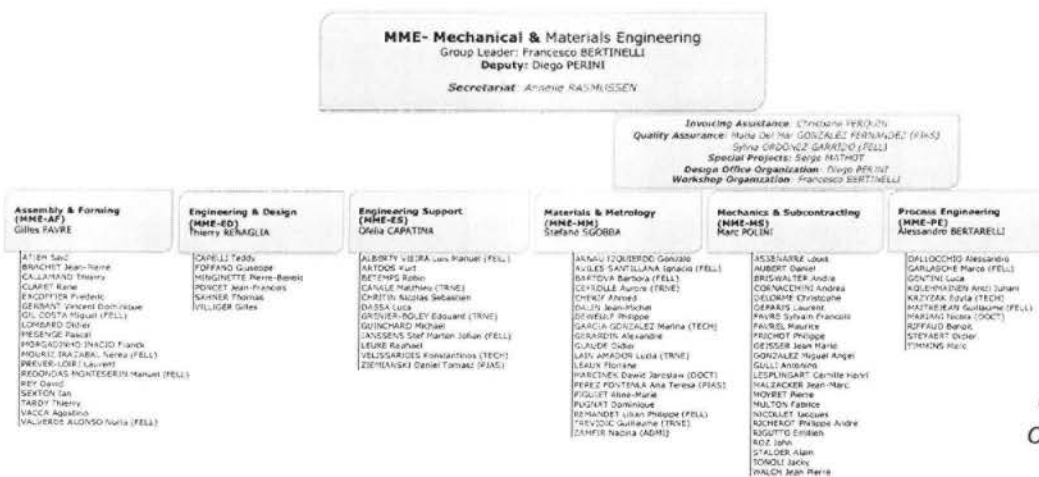 MME- Mechanical & Materials Engineering
Group Leader: Francesco BERTINELLI
Deputy: Diego PERINI
Secretariat: Annelie RASMUSSEN
Invoicing Assistance: Christiane YERQUIN
Quality Assurance: Maria Del Mar GONZALEZ FERNANDEZ (PJAS)
Sylvia ORDONEZ GARRIDO (FELL)
Special Projects: Serge MATHOT
Design Office Organization: Diego PERINI
Workshop Organization: Francesco BERTINELLI
Assembly & Forming
(MME-AF)
Gilles FAVRE
ATIEH Said
BRACHET Jean-Pierre
CALLAMAND Thierry
CLARET Rene
EXCOFFIER Frederic
GERBANT Vincent Dominique
GIL COSTA Miguel (FELL)
LOMBARD Didier
MESENGE Pascal
MORGADINHO INACIO Franck
MOURIZ IRAZABAL Nerea (FELL)
PREVER-LOIRI Laurent
REDONDAS MONTESERIN Manuel (FELL)
REY David
SEXTON Ian
TARDY Thierry
VACCA Agostino
VALVERDE ALONSO Nuria (FELL)
Engineering & Design
(MME-ED)
Thierry RENAGLIA
CAPELLI Teddy
FOFFANO Giuseppe
MINGINETTE Pierre-Benoit
PONCET Jean-Francois
SAHNER Thomas
VILLIGER Gilles
Engineering Support
(MME-ES)
Ofelia CAPATINA
ALBERTY VIEIRA Luis Manuel (FELL)
ARTOOS Kurt
BETEMPS Robin
CANALE Matthieu (TRNE)
CHRITIN Nicolas Sebastien
DASSA Luca
GRENIER-BOLEY Edouard (TRNE)
GUINCHARD Michael
JANSSENS Stef Marten Johan (FELL)
LEUXE Raphael
VELISSARIDIS Konstantinos (TECH)
ZIEMIANSKI Daniel Tomasz (PJAS)
Materials & Metrology
(MME-MM)
Stefano SGOBBA
ARNAU IZQUIERDO Gonzalo
AVILES SANTILLANA Ignacio (FELL)
BARTOVA Barbora (FELL)
CEYROLLE Aurore (TRNE)
CHERIF Ahmed
DALIN Jean-Michel
DEWEULF Philippe
GARCIA GONZALEZ Marina (TECH)
GERARDIN Alexandre
GLAUDE Didier
LAIN AMADOR Lucia (TRNE)
LEAUX Floriane
MARCINEK Dawid Jaroslaw (DOCT)
PEREZ FONTENLA Ana Teresa (PJAS)
PIGUIET Aline-Marie
PUGNAT Dominique
REMANDET Lilian Philippe (FELL)
TREVIDIC Guillaume (TRNE)
ZAMFIR Nadina (ADMI)
Mechanics & Subcontracting
(MME-MS)
Marc POLINI
ASSENARRE Louis
AUBERT Daniel
BRISWALTER Andre
CORNACCHINI Andrea
DELORME Christophe
DEPARIS Laurent
FAVRE Sylvain Francois
FAVREL Maurice
FRICHOT Philippe
GEISSER Jean Marie
GONZALEZ Miguel Angel
GULLI Antonino
LESPLINGART Camille Henri
MALZACKER Jean-Marc
MOYRET Pierre
MULTON Fabrice
NICOLLET Jacques
RICHEROT Philippe André
RIGUTTO Emilien
ROZ John
STALDER Alain
TONOLI Jacky
WALCH Jean Pierre
Process Engineering
(MME-PE)
Alessandro BERTARELLI
DALLOCCHIO Alessandro
GARLASCHE Marco (FELL)
GENTINI Luca
KOLEHMAINEN Antti Juhani
KRZYZAK Edyta (TECH)
MAITREJEAN Guillaume (FELL)
MARIANI Nicola (DOCT)
RIFFAUD Benoit
STEYAERT Didier
TIMMINS Marc